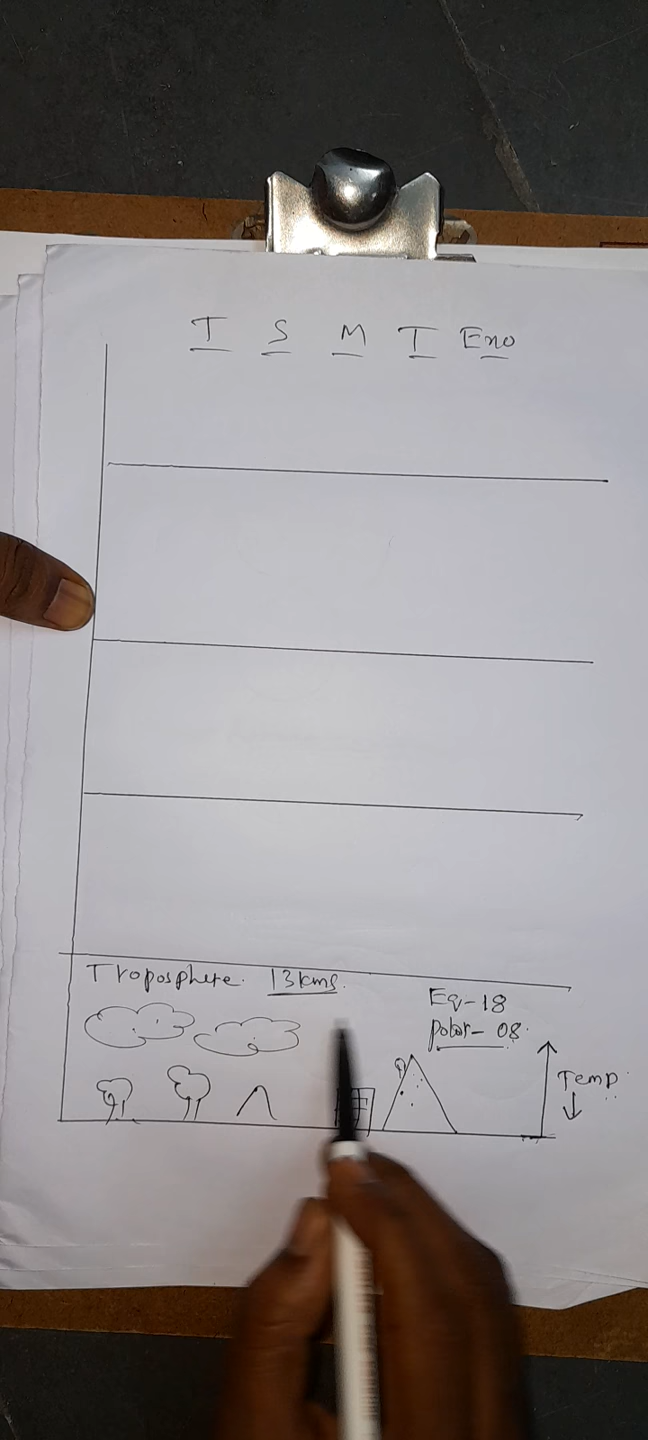 T S M T Exo
Troposphere. 13kms.
Eq-18
polar- 08.
Temp